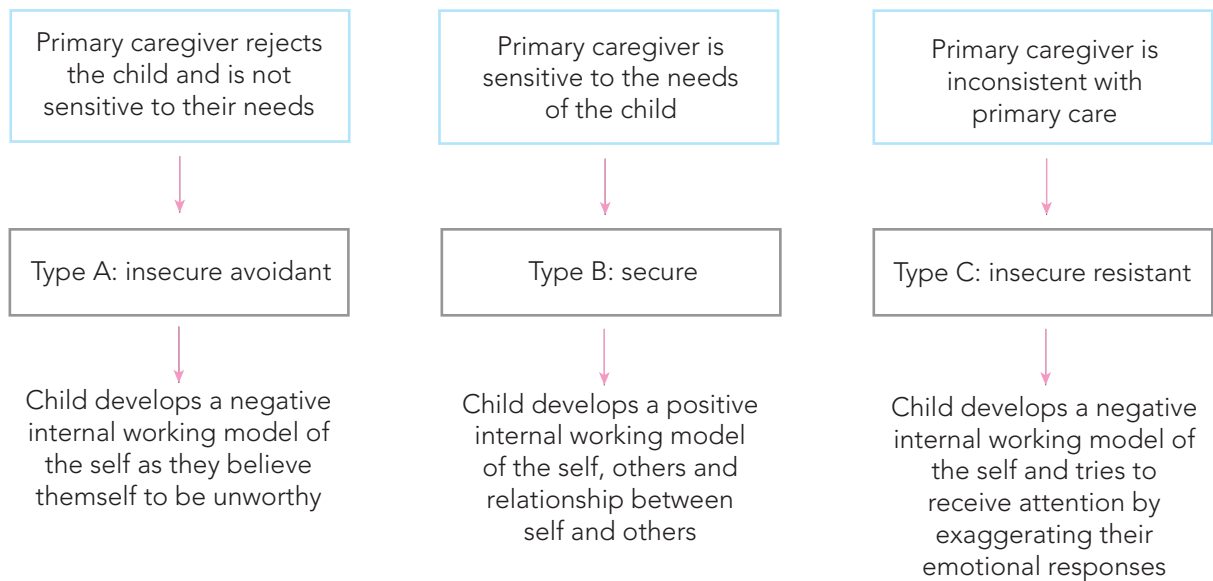 Primary caregiver rejects
the child and is not
sensitive to their needs
Primary caregiver is
sensitive to the needs
of the child
Primary caregiver is
inconsistent with
primary care
Type A: insecure avoidant
Type B: secure
Type C: insecure resistant
Child develops a negative
internal working model of
the self as they believe
themself to be unworthy
Child develops a positive
internal working model
of the self, others and
relationship between
self and others
Child develops a negative
internal working model of
the self and tries to
receive attention by
exaggerating their
emotional responses